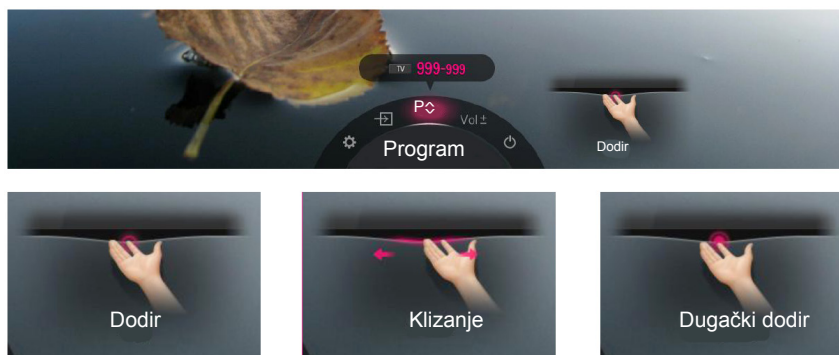 TV 999-999
P
Vol ±
Program
Dodir
Dodir
Klizanje
Dugački dodir